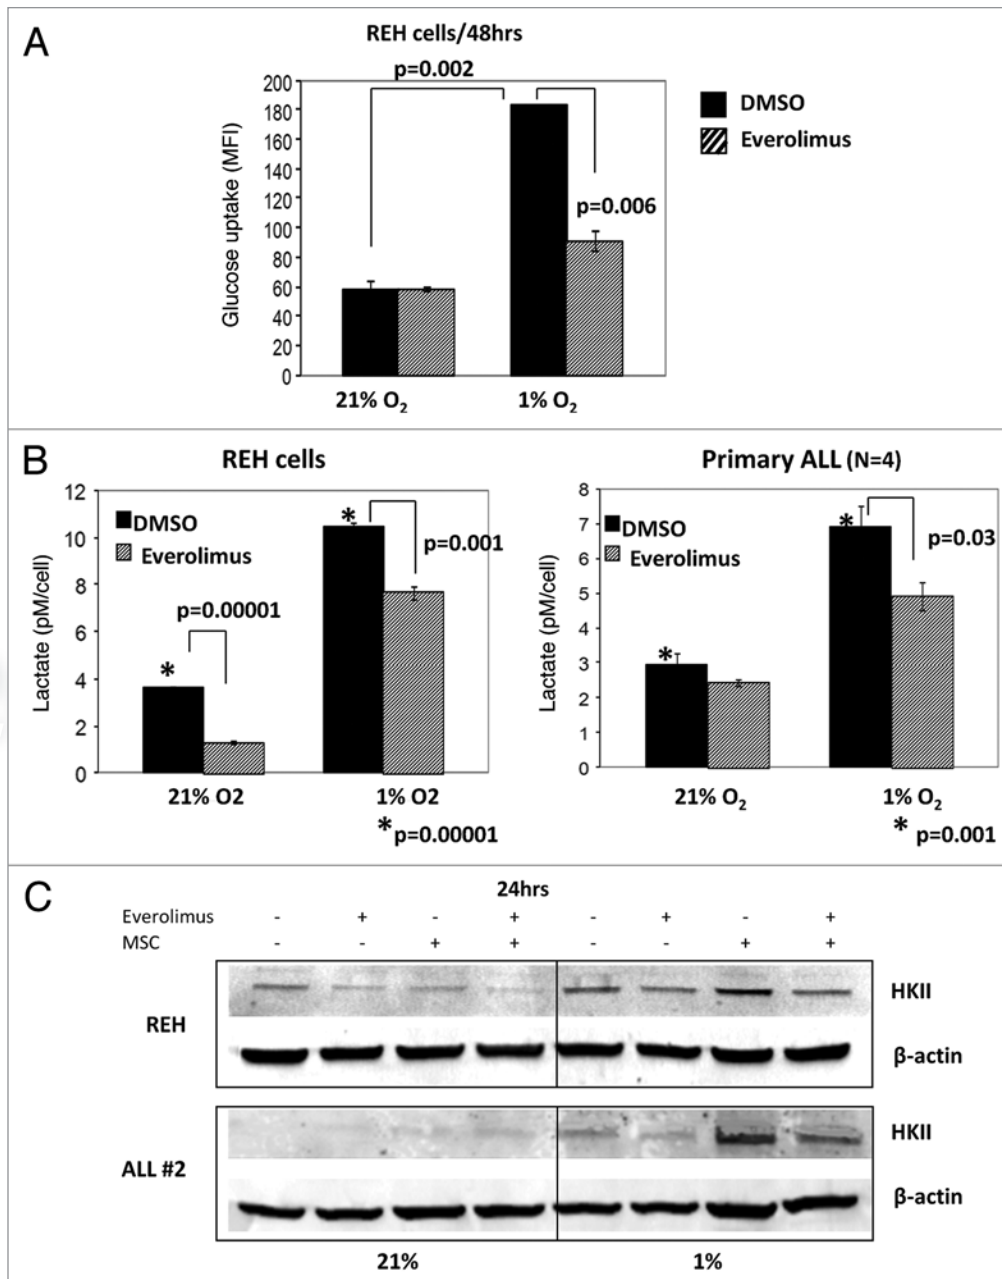 A
REH cells/48hrs
p=0.002
200
180
160
140
120
100
80
60
40
20
0
Glucose uptake (MFI)
DMSO
Everolimus
p=0.006
21% O₂ 1% O₂
B
REH cells
12
10
8
6
4
2
0
Lactate (pM/cell)
DMSO
Everolimus
*
p=0.001
p=0.00001
*
21% O2 1% O2
*p=0.00001
Primary ALL (N=4)
8
7
6
5
4
3
2
1
0
Lactate (pM/cell)
DMSO
Everolimus
*
p=0.03
*
21% O₂ 1% O₂
* p=0.001
C
24hrs
Everolimus - + - + - + - +
MSC - - + + - - + +
REH
HKII
β-actin
ALL #2
HKII
β-actin
21% 1%